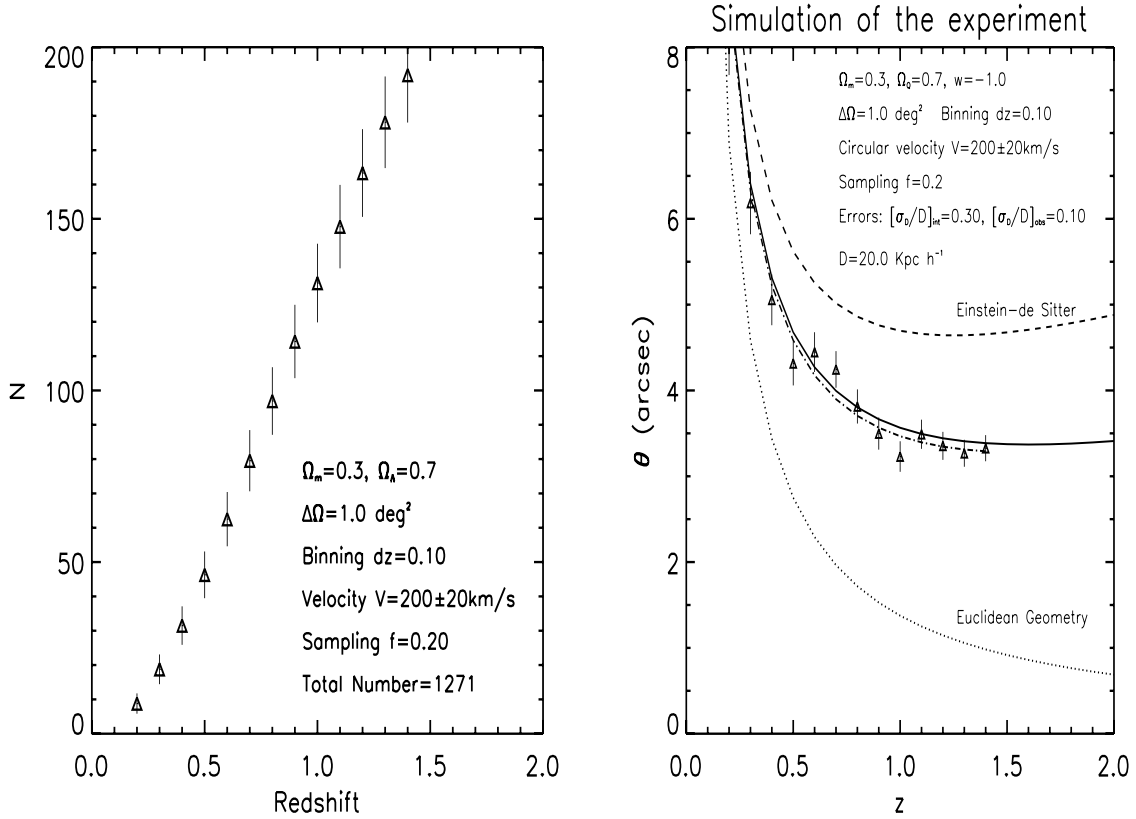 Simulation of the experiment
200
150
100
50
0
N
0.0 0.5 1.0 1.5 2.0
Redshift
Ωm=0.3, ΩΛ=0.7
ΔΩ=1.0 deg²
Binning dz=0.10
Velocity V=200±20km/s
Sampling f=0.20
Total Number=1271
8
6
4
2
0
θ (arcsec)
0.0 0.5 1.0 1.5 2.0
z
Ωm=0.3, ΩQ=0.7, w=−1.0
ΔΩ=1.0 deg² Binning dz=0.10
Circular velocity V=200±20km/s
Sampling f=0.2
Errors: [σD/D]int=0.30, [σD/D]obs=0.10
D=20.0 Kpc h⁻¹
Einstein−de Sitter
Euclidean Geometry